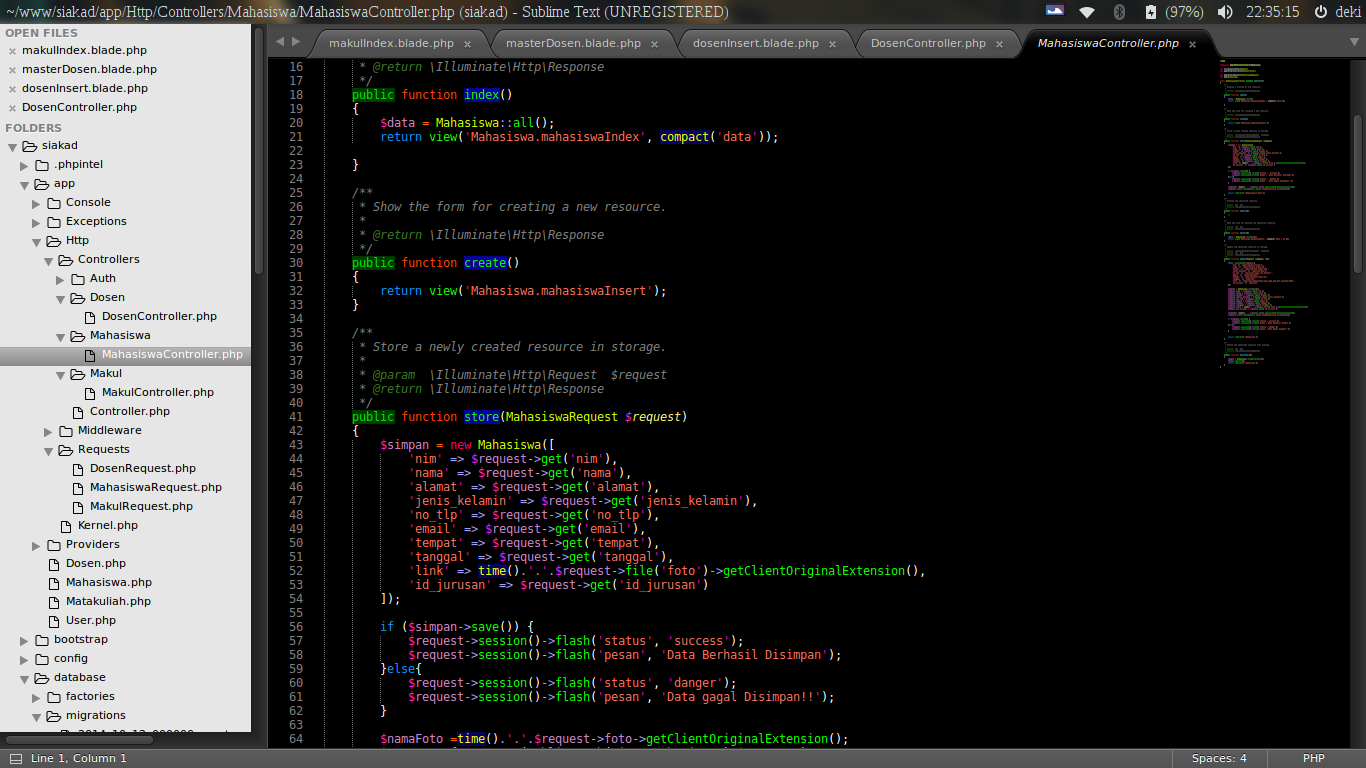 ~/www/siakad/app/Http/Controllers/Mahasiswa/MahasiswaController.php (siakad) - Sublime Text (UNREGISTERED)
(97%) 22:35:15 deki
OPEN FILES
makulIndex.blade.php
masterDosen.blade.php
dosenInsert.blade.php
DosenController.php
FOLDERS
siakad
.phpintel
app
Console
Exceptions
Http
Controllers
Auth
Dosen
DosenController.php
Mahasiswa
MahasiswaController.php
Makul
MakulController.php
Controller.php
Middleware
Requests
DosenRequest.php
MahasiswaRequest.php
MakulRequest.php
Kernel.php
Providers
Dosen.php
Mahasiswa.php
Matakuliah.php
User.php
bootstrap
config
database
factories
migrations
makulIndex.blade.php × masterDosen.blade.php × dosenInsert.blade.php × DosenController.php × MahasiswaController.php ×
16 * @return \Illuminate\Http\Response
17 */
18 public function index()
19 {
20 $data = Mahasiswa::all();
21 return view('Mahasiswa.mahasiswaIndex', compact('data'));
22
23 }
24
25 /**
26 * Show the form for creating a new resource.
27 *
28 * @return \Illuminate\Http\Response
29 */
30 public function create()
31 {
32 return view('Mahasiswa.mahasiswaInsert');
33 }
34
35 /**
36 * Store a newly created resource in storage.
37 *
38 * @param  \Illuminate\Http\Request  $request
39 * @return \Illuminate\Http\Response
40 */
41 public function store(MahasiswaRequest $request)
42 {
43 $simpan = new Mahasiswa([
44 'nim' => $request->get('nim'),
45 'nama' => $request->get('nama'),
46 'alamat' => $request->get('alamat'),
47 'jenis_kelamin' => $request->get('jenis_kelamin'),
48 'no_tlp' => $request->get('no_tlp'),
49 'email' => $request->get('email'),
50 'tempat' => $request->get('tempat'),
51 'tanggal' => $request->get('tanggal'),
52 'link' => time().'.'.$request->file('foto')->getClientOriginalExtension(),
53 'id_jurusan' => $request->get('id_jurusan')
54 ]);
55
56 if ($simpan->save()) {
57 $request->session()->flash('status', 'success');
58 $request->session()->flash('pesan', 'Data Berhasil Disimpan');
59 }else{
60 $request->session()->flash('status', 'danger');
61 $request->session()->flash('pesan', 'Data gagal Disimpan!!');
62 }
63
64 $namaFoto =time().'.'.$request->foto->getClientOriginalExtension();
Line 1, Column 1
Spaces: 4
PHP